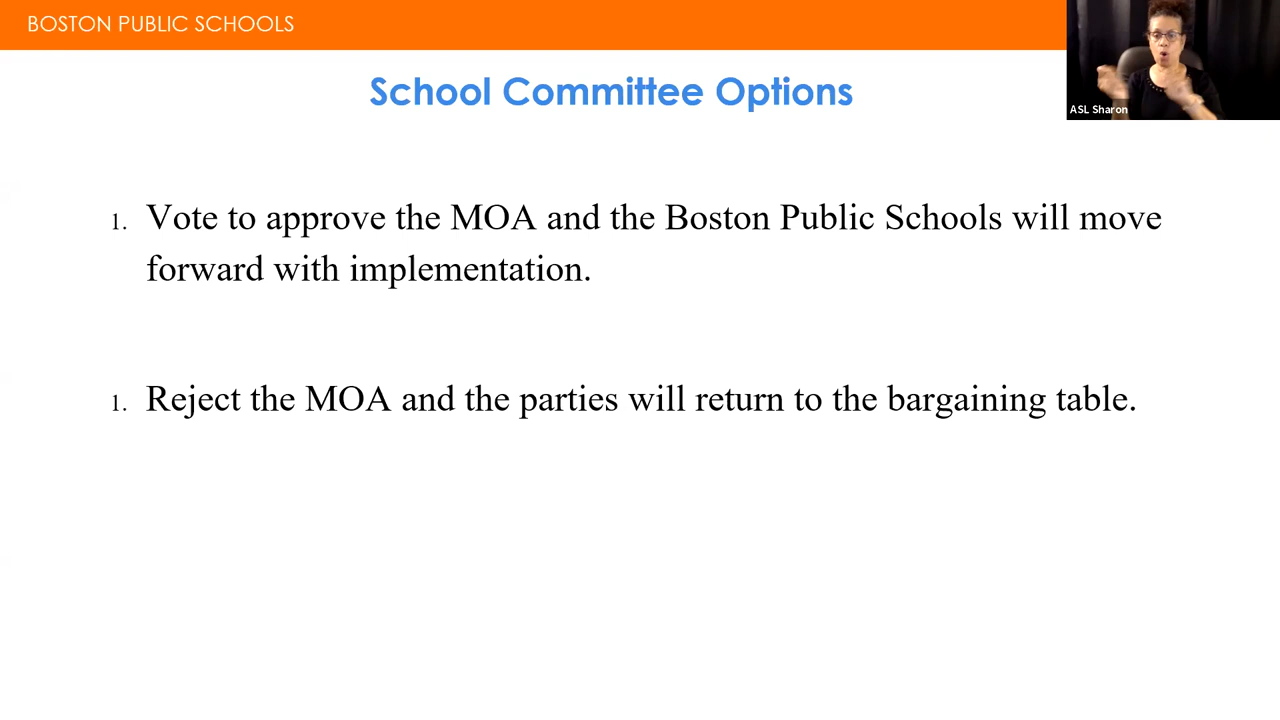 BOSTON PUBLIC SCHOOLS
School Committee Options
ASL Sharon
1. Vote to approve the MOA and the Boston Public Schools will move
forward with implementation.
1. Reject the MOA and the parties will return to the bargaining table.